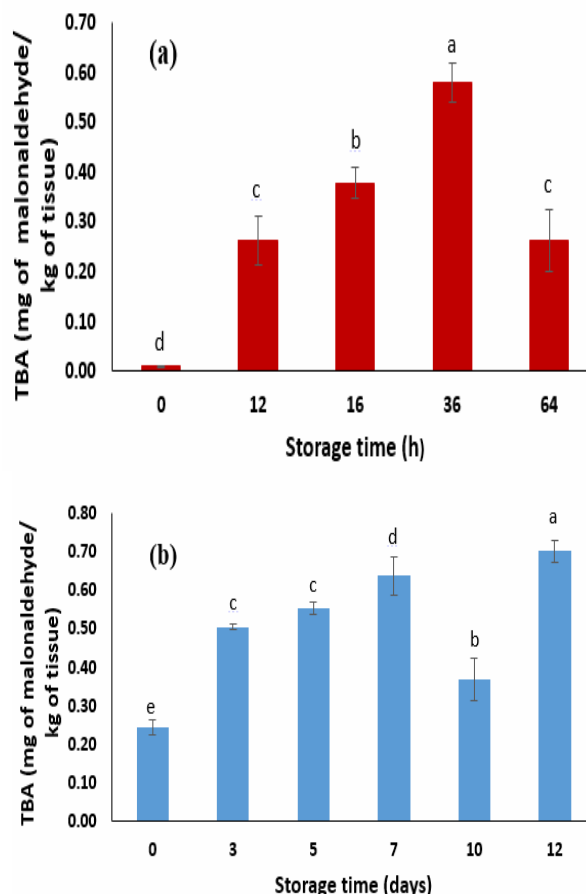 (a)
TBA (mg of malonaldehyde/
kg of tissue)
0.70
0.60
0.50
0.40
0.30
0.20
0.10
0.00
d
c
b
a
c
0 12 16 36 64
Storage time (h)
(b)
TBA (mg of malonaldehyde/
kg of tissue)
0.80
0.70
0.60
0.50
0.40
0.30
0.20
0.10
0.00
e
c
c
d
b
a
0 3 5 7 10 12
Storage time (days)